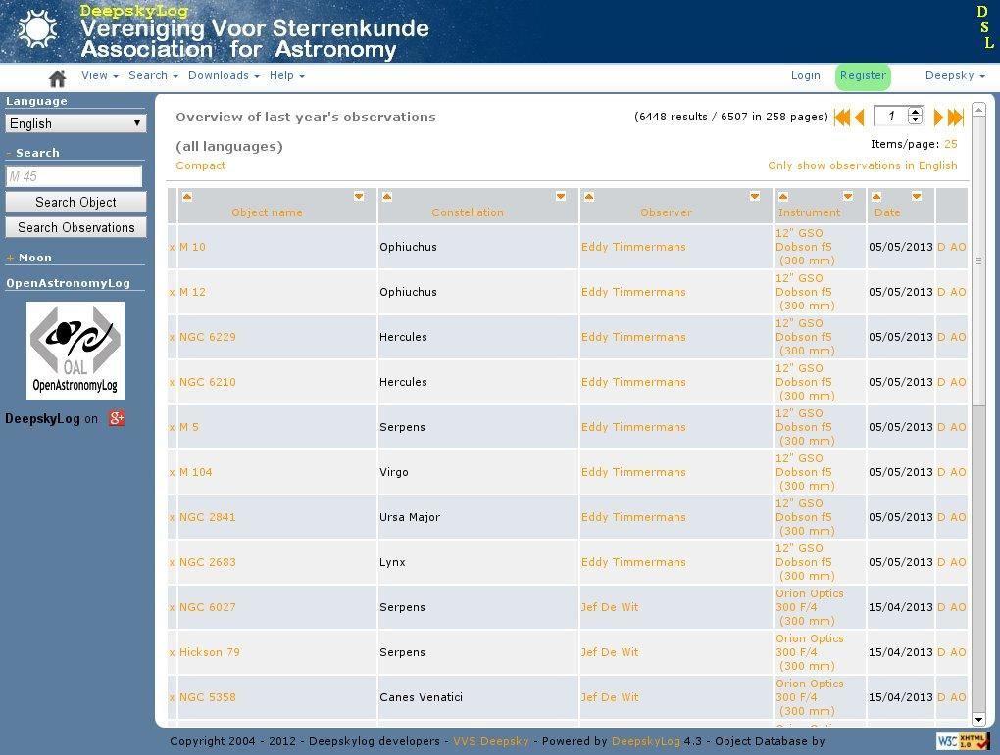 DeepskyLog
Vereniging Voor Sterrenkunde
Association for Astronomy
D
S
L
View Search Downloads Help Login Register Deepsky
Language
English
- Search
M 45
Search Object
Search Observations
+ Moon
OpenAstronomyLog
OAL
OpenAstronomyLog
DeepskyLog on g+
Overview of last year's observations (6448 results / 6507 in 258 pages) 1
(all languages) Items/page: 25
Compact Only show observations in English
Object name Constellation Observer Instrument Date
x M 10 Ophiuchus Eddy Timmermans 12" GSO Dobson f5 (300 mm) 05/05/2013 D AO
x M 12 Ophiuchus Eddy Timmermans 12" GSO Dobson f5 (300 mm) 05/05/2013 D AO
x NGC 6229 Hercules Eddy Timmermans 12" GSO Dobson f5 (300 mm) 05/05/2013 D AO
x NGC 6210 Hercules Eddy Timmermans 12" GSO Dobson f5 (300 mm) 05/05/2013 D AO
x M 5 Serpens Eddy Timmermans 12" GSO Dobson f5 (300 mm) 05/05/2013 D AO
x M 104 Virgo Eddy Timmermans 12" GSO Dobson f5 (300 mm) 05/05/2013 D AO
x NGC 2841 Ursa Major Eddy Timmermans 12" GSO Dobson f5 (300 mm) 05/05/2013 D AO
x NGC 2683 Lynx Eddy Timmermans 12" GSO Dobson f5 (300 mm) 05/05/2013 D AO
x NGC 6027 Serpens Jef De Wit Orion Optics 300 F/4 (300 mm) 15/04/2013 D AO
x Hickson 79 Serpens Jef De Wit Orion Optics 300 F/4 (300 mm) 15/04/2013 D AO
x NGC 5358 Canes Venatici Jef De Wit Orion Optics 300 F/4 (300 mm) 15/04/2013 D AO
Copyright 2004 - 2012 - Deepskylog developers - VVS Deepsky - Powered by DeepskyLog 4.3 - Object Database by
W3C XHTML 1.0